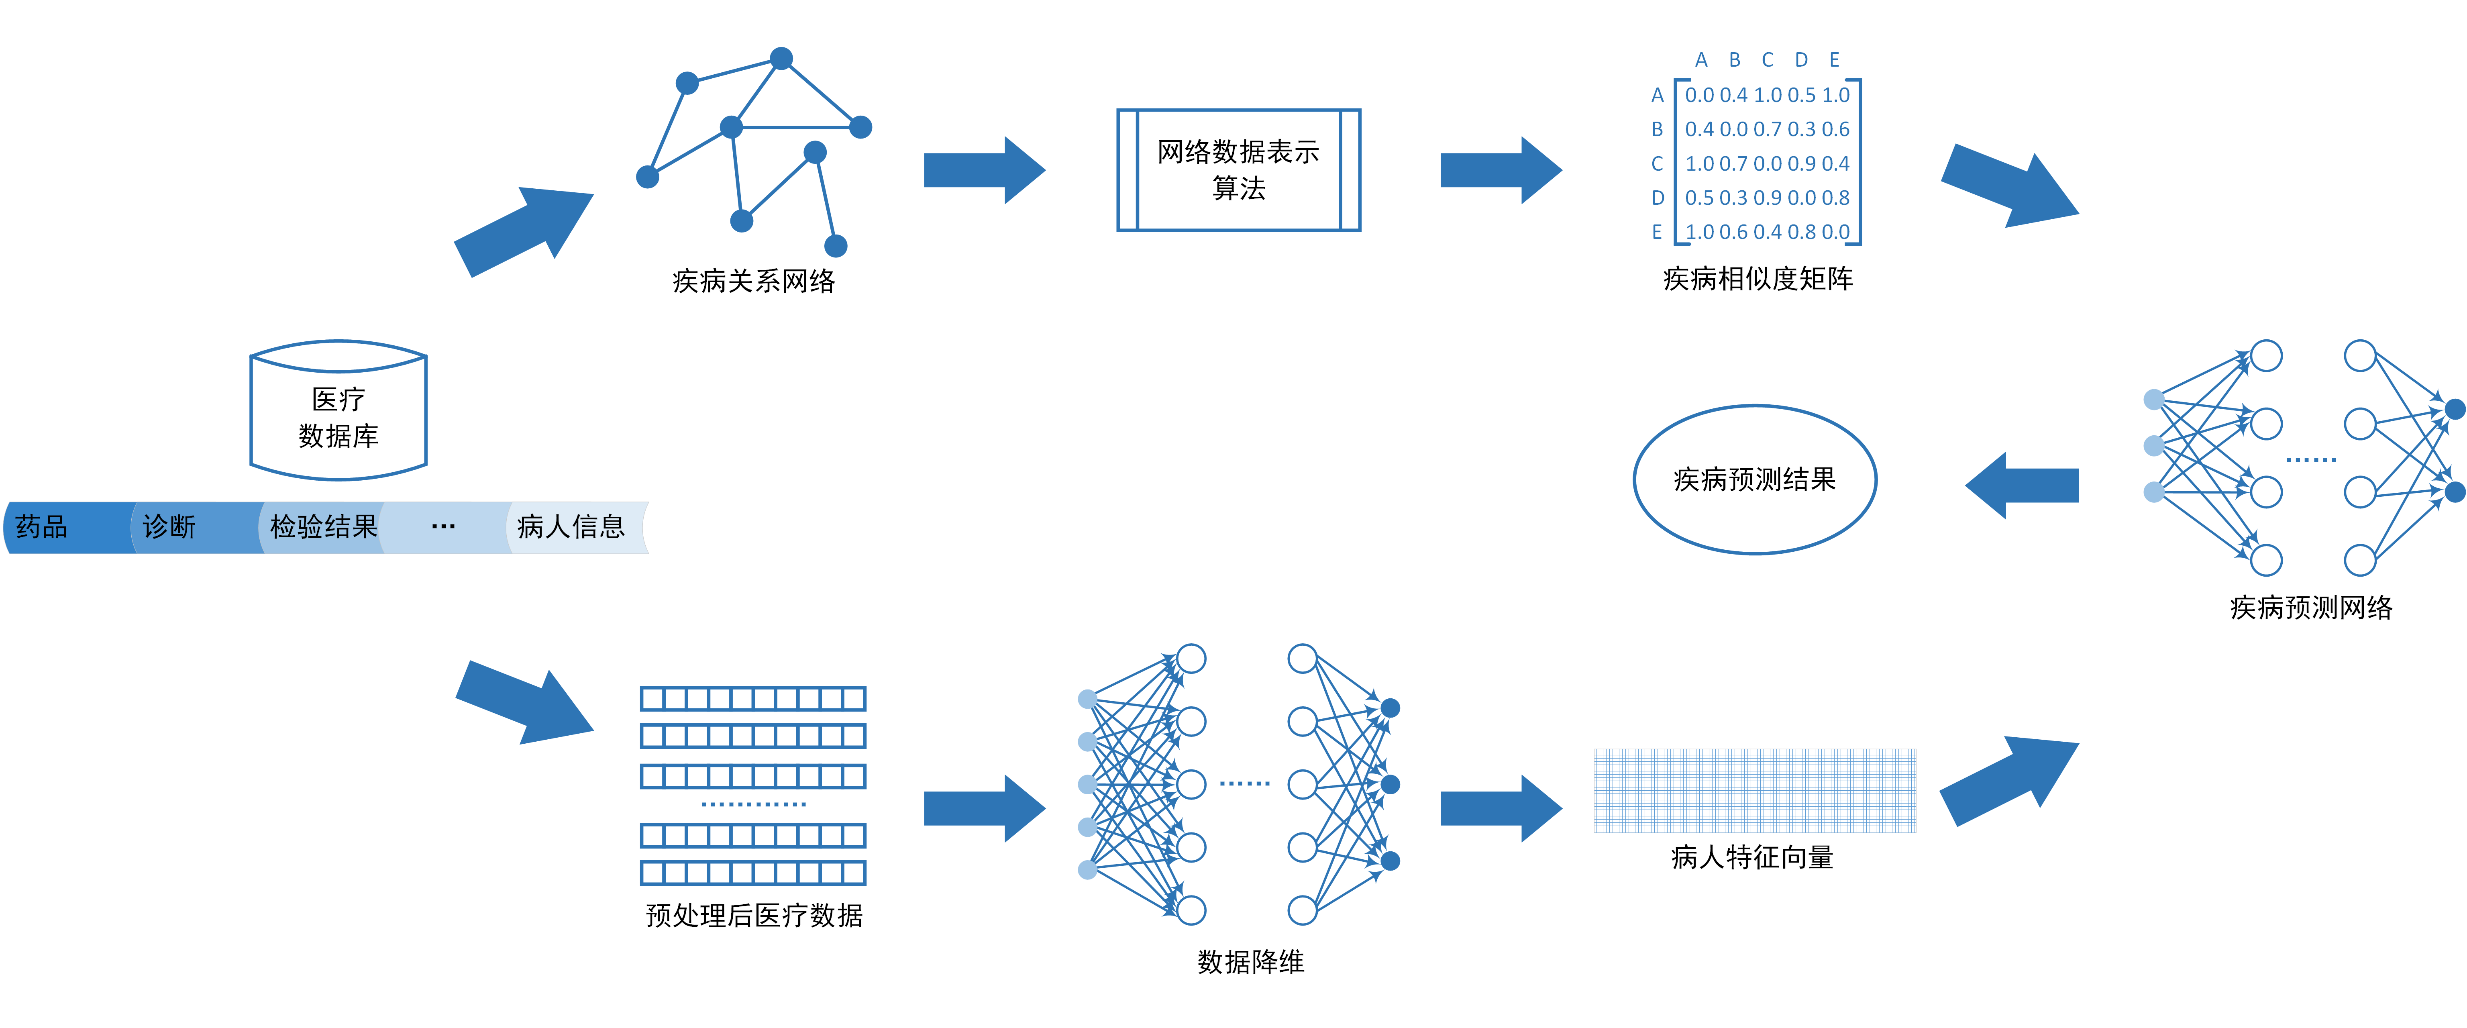 A B C D E
A 0.0 0.4 1.0 0.5 1.0
B 0.4 0.0 0.7 0.3 0.6
C 1.0 0.7 0.0 0.9 0.4
D 0.5 0.3 0.9 0.0 0.8
E 1.0 0.6 0.4 0.8 0.0
网络数据表示
算法
疾病关系网络
疾病相似度矩阵
医疗
数据库
药品
诊断
检验结果
...
病人信息
疾病预测结果
......
疾病预测网络
预处理后医疗数据
数据降维
病人特征向量